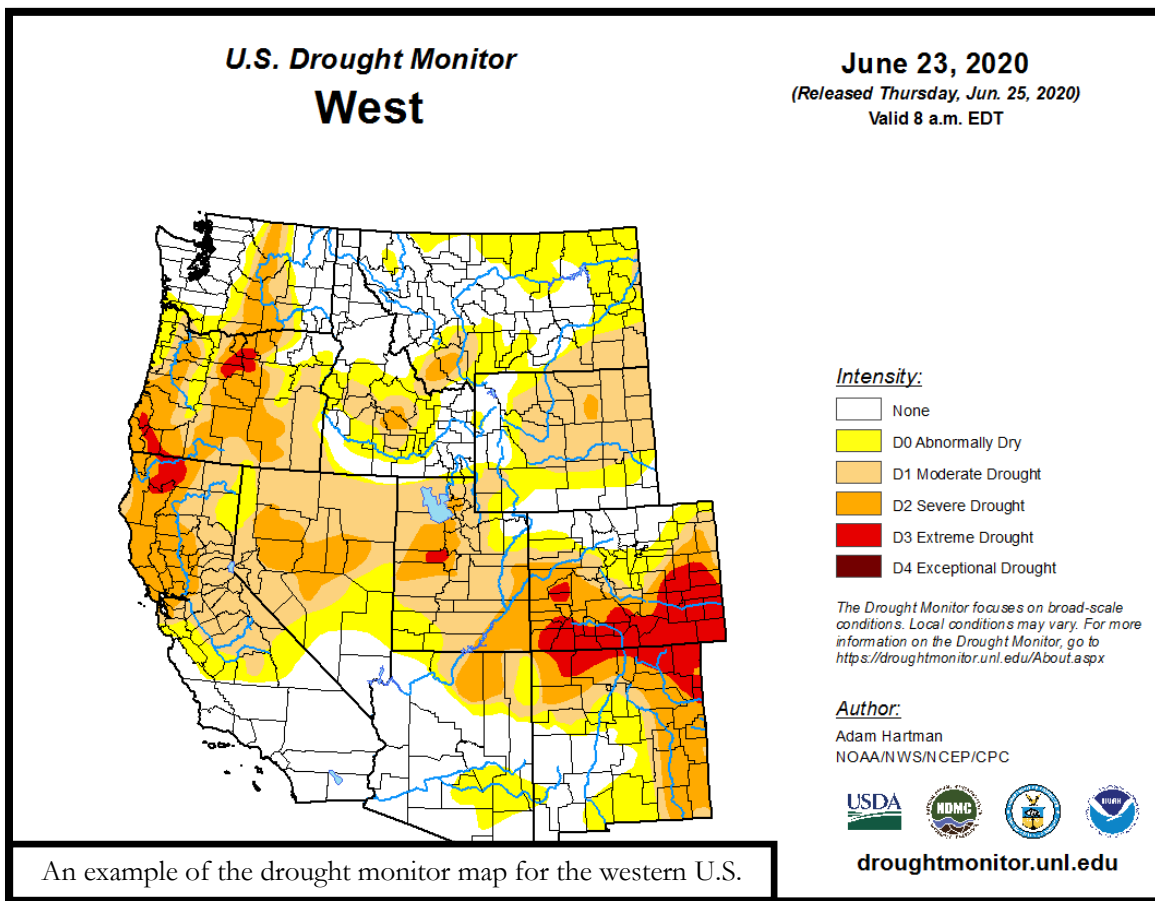 U.S. Drought Monitor
West
June 23, 2020
(Released Thursday, Jun. 25, 2020)
Valid 8 a.m. EDT
Intensity:
None
D0 Abnormally Dry
D1 Moderate Drought
D2 Severe Drought
D3 Extreme Drought
D4 Exceptional Drought
The Drought Monitor focuses on broad-scale
conditions. Local conditions may vary. For more
information on the Drought Monitor, go to
https://droughtmonitor.unl.edu/About.aspx
Author:
Adam Hartman
NOAA/NWS/NCEP/CPC
USDA
NDMC
NOAA
droughtmonitor.unl.edu
An example of the drought monitor map for the western U.S.